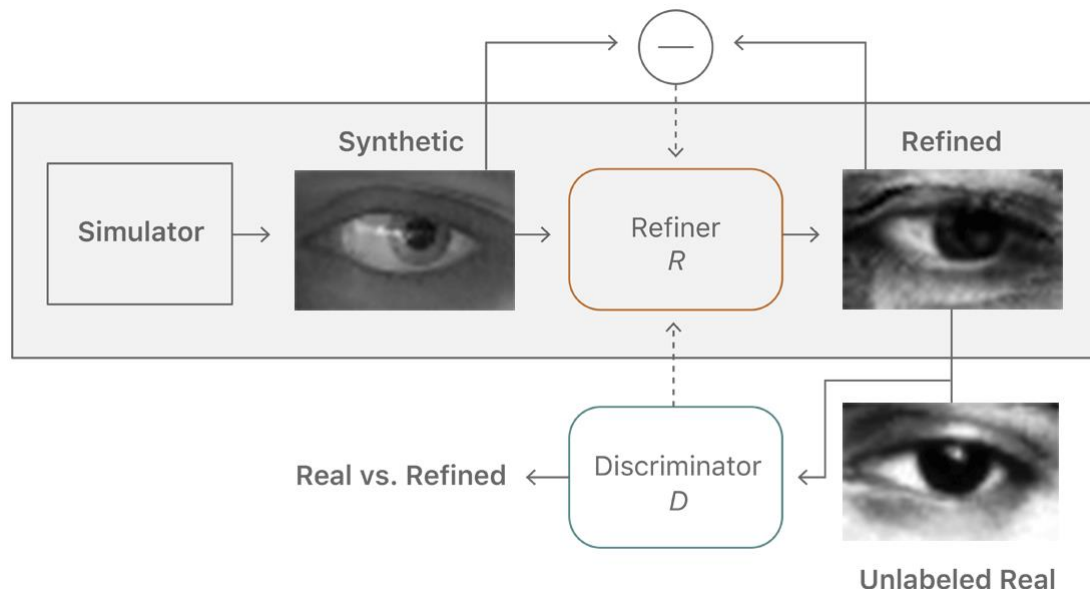 Synthetic
Refined
Simulator
Refiner
R
Real vs. Refined
Discriminator
D
Unlabeled Real